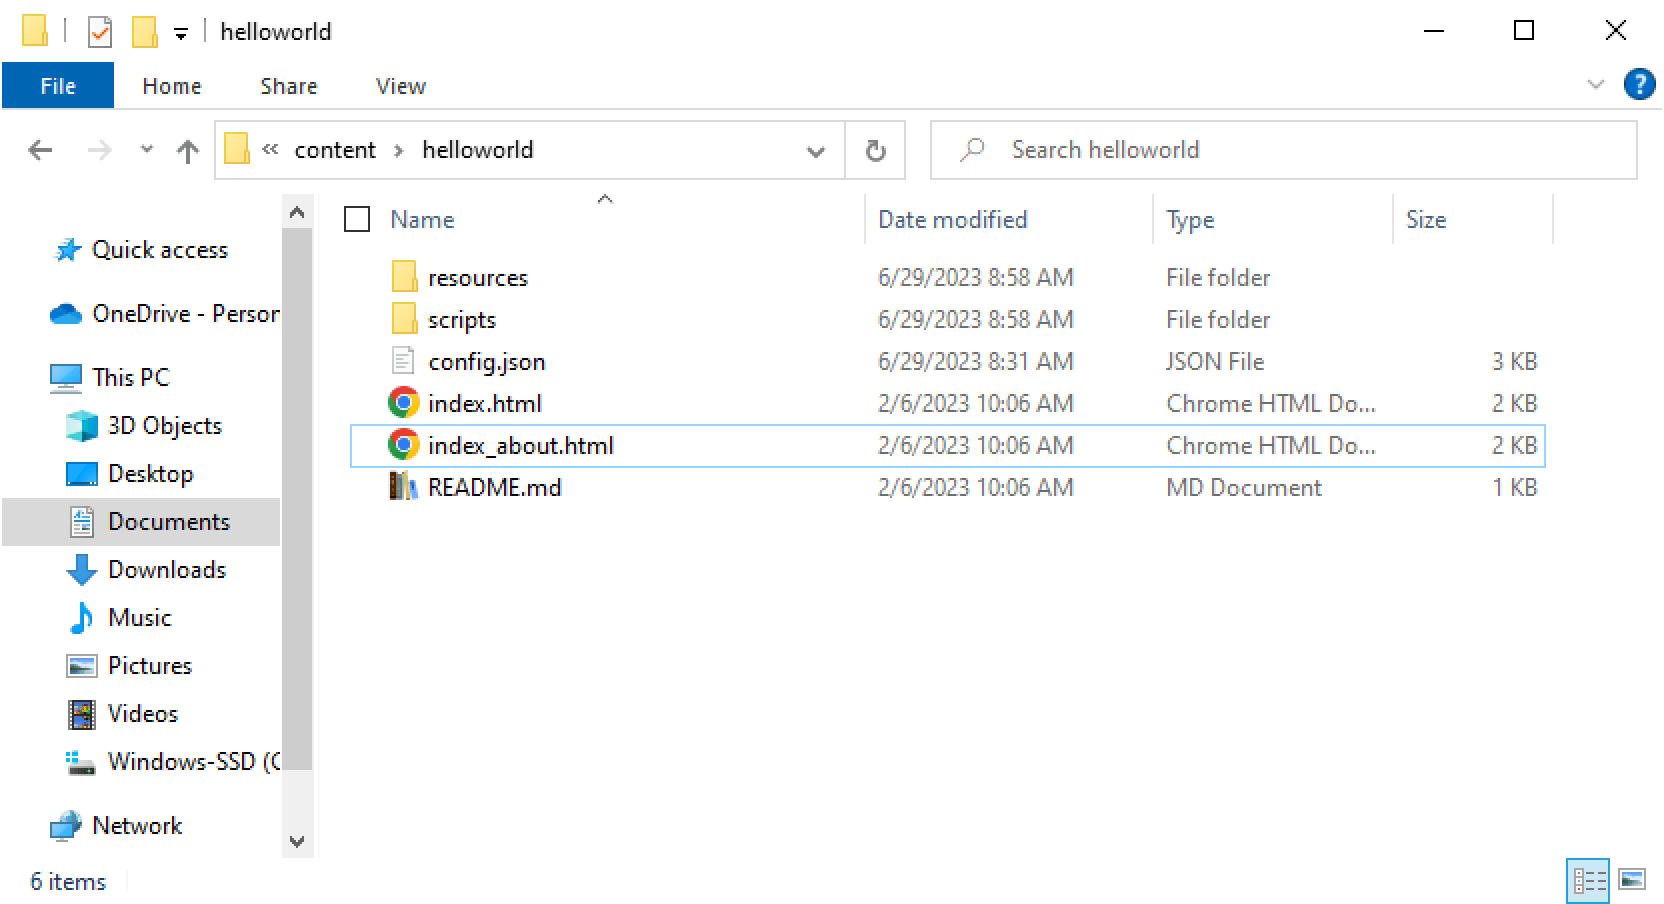 helloworld
File Home Share View
« content > helloworld Search helloworld
Name Date modified Type Size
Quick access
OneDrive - Person
This PC
3D Objects
Desktop
Documents
Downloads
Music
Pictures
Videos
Windows-SSD (C
Network
resources 6/29/2023 8:58 AM File folder
scripts 6/29/2023 8:58 AM File folder
config.json 6/29/2023 8:31 AM JSON File 3 KB
index.html 2/6/2023 10:06 AM Chrome HTML Do... 2 KB
index_about.html 2/6/2023 10:06 AM Chrome HTML Do... 2 KB
README.md 2/6/2023 10:06 AM MD Document 1 KB
6 items